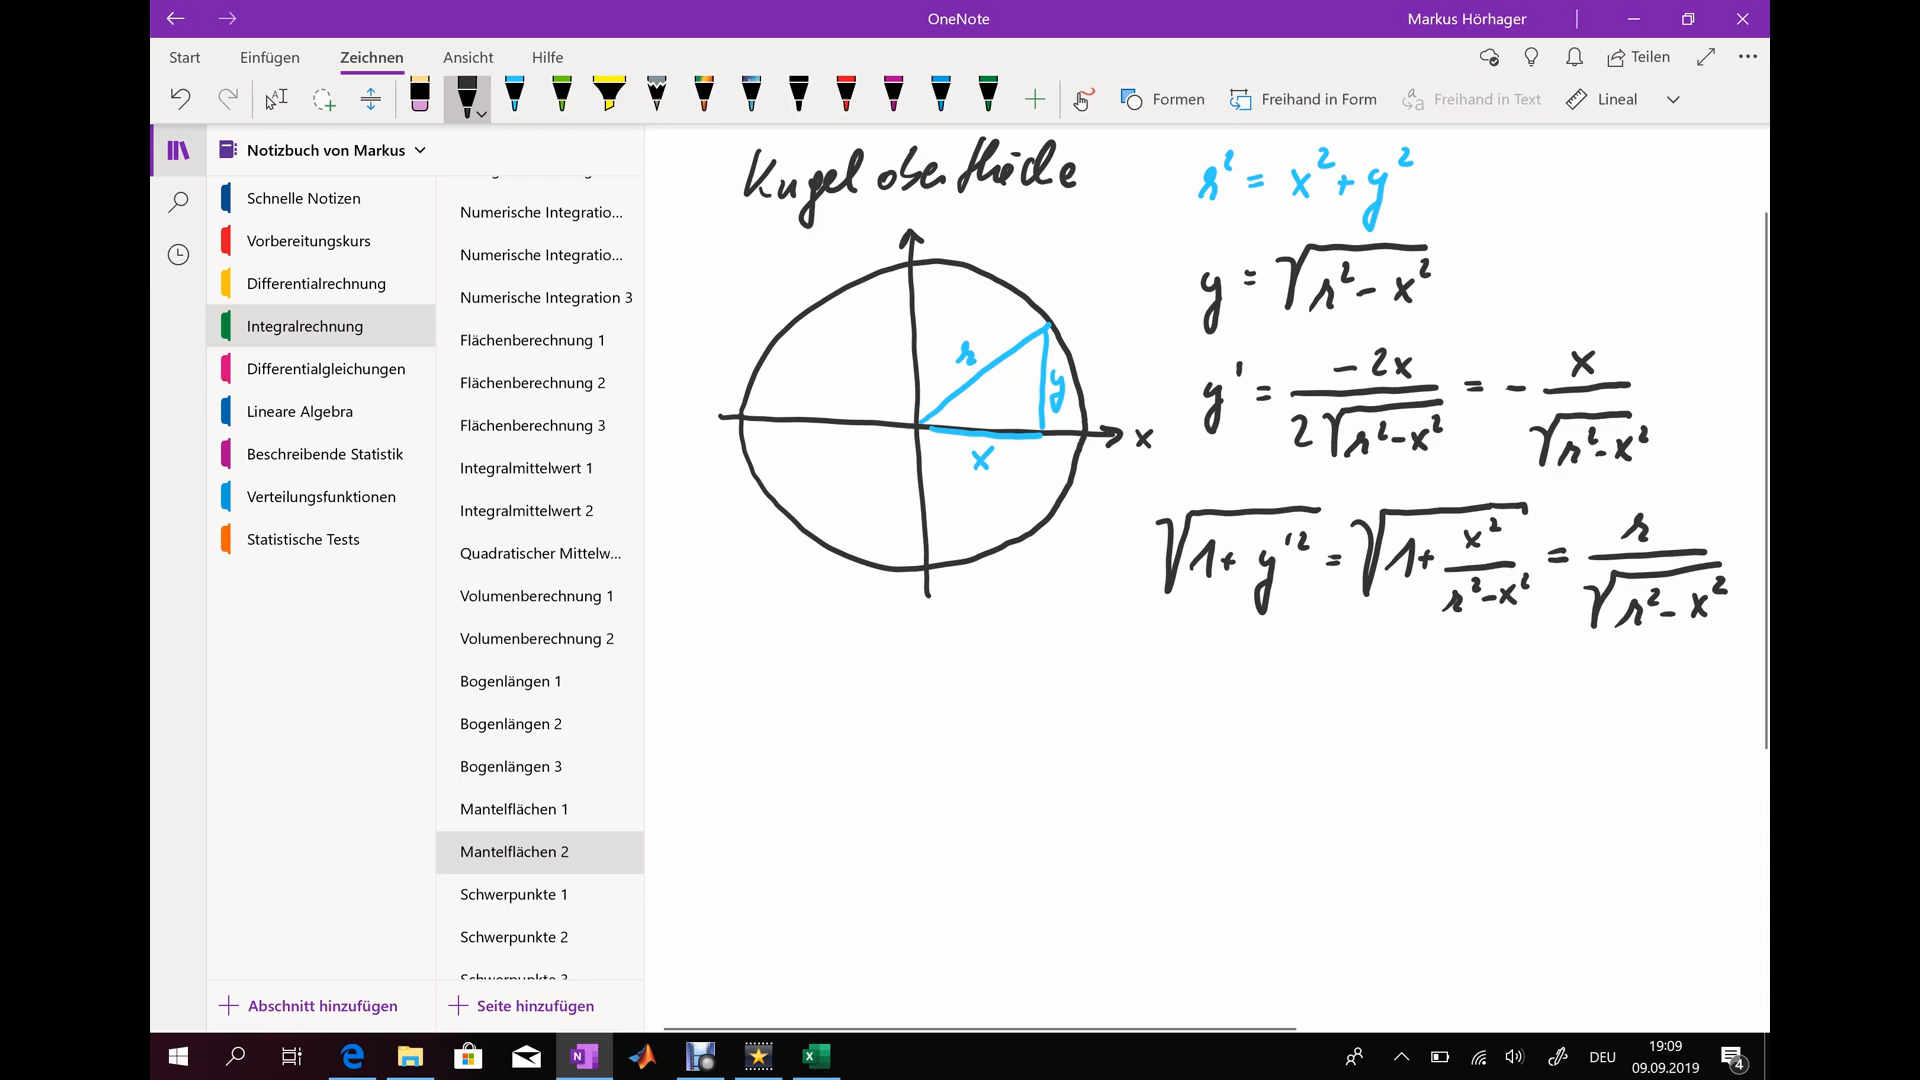 OneNote
Markus Hörhager
Start Einfügen Zeichnen Ansicht Hilfe
Teilen
Formen Freihand in Form Freihand in Text Lineal
Notizbuch von Markus
Schnelle Notizen
Vorbereitungskurs
Differentialrechnung
Integralrechnung
Differentialgleichungen
Lineare Algebra
Beschreibende Statistik
Verteilungsfunktionen
Statistische Tests
Abschnitt hinzufügen
Numerische Integratio...
Numerische Integratio...
Numerische Integration 3
Flächenberechnung 1
Flächenberechnung 2
Flächenberechnung 3
Integralmittelwert 1
Integralmittelwert 2
Quadratischer Mittelw...
Volumenberechnung 1
Volumenberechnung 2
Bogenlängen 1
Bogenlängen 2
Bogenlängen 3
Mantelflächen 1
Mantelflächen 2
Schwerpunkte 1
Schwerpunkte 2
Schwerpunkte 3
Seite hinzufügen
Kugeloberfläche
r
y
x
x
r² = x² + y²
y = √(r² - x²)
y' = -2x / (2√(r² - x²)) = - x / √(r² - x²)
√(1 + y'²) = √(1 + x² / (r² - x²)) = r / √(r² - x²)
DEU
19:09
09.09.2019
4